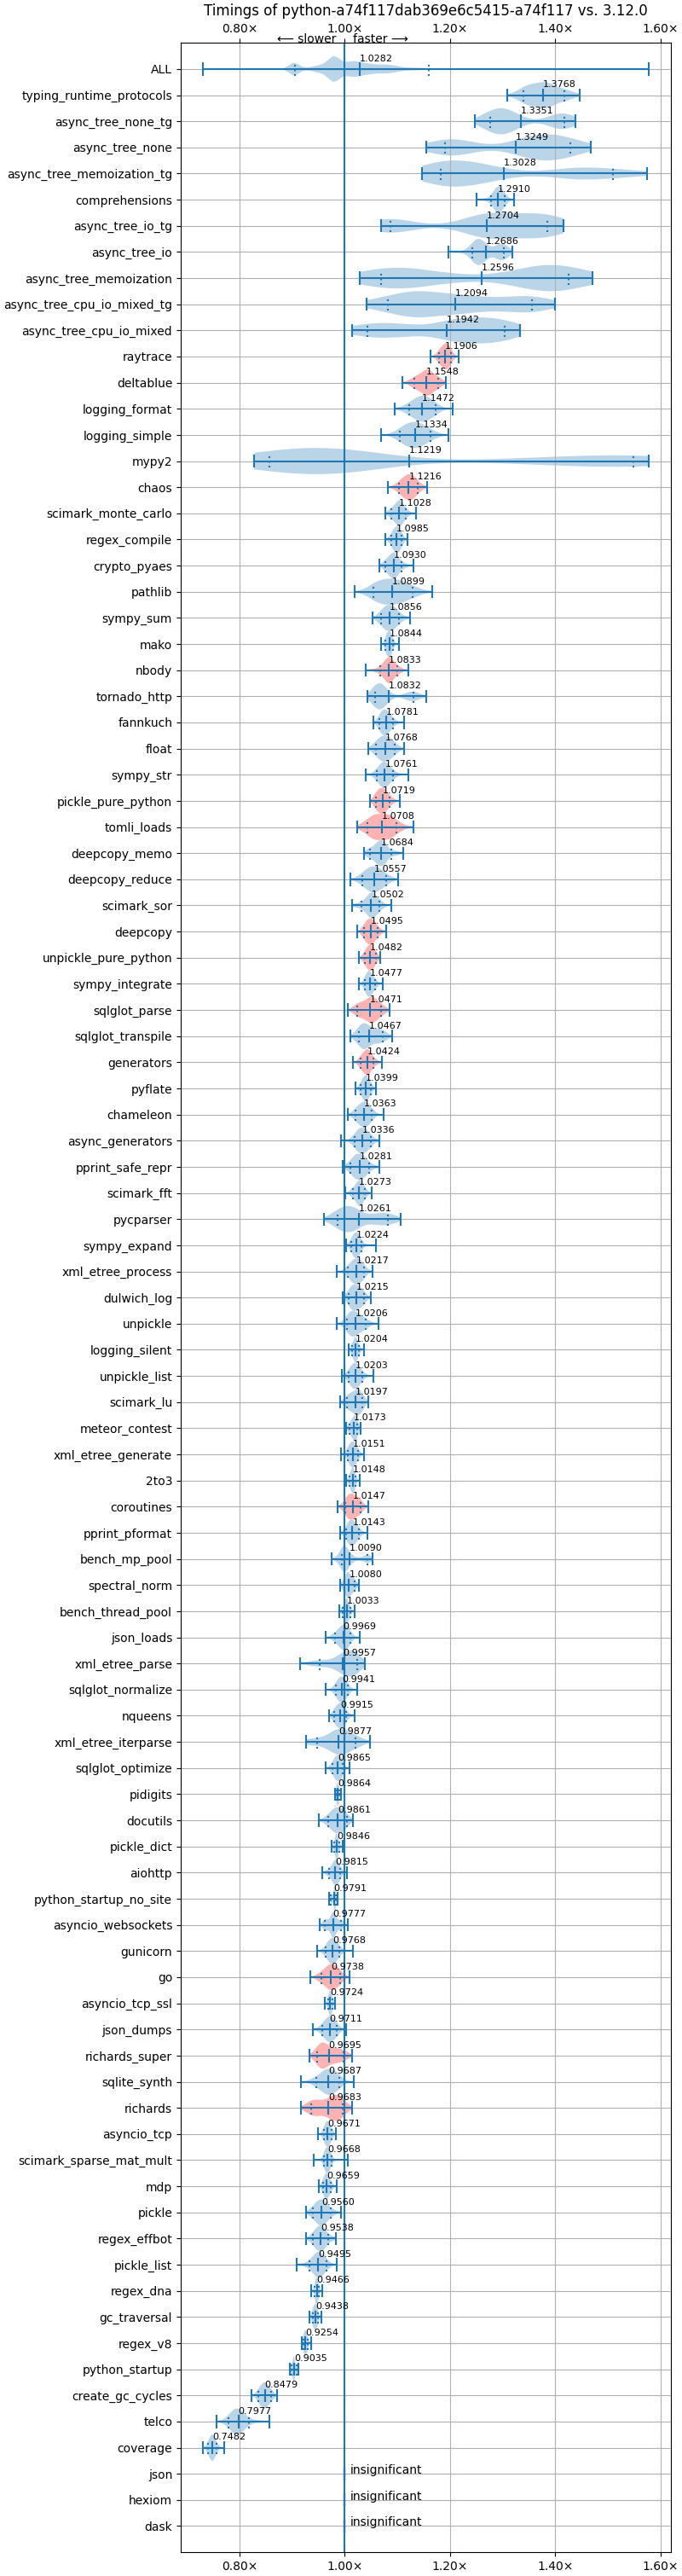 Timings of python-a74f117dab369e6c5415-a74f117 vs. 3.12.0
0.80× 1.00× 1.20× 1.40× 1.60×
⟵ slower faster ⟶
ALL 1.0282
typing_runtime_protocols 1.3768
async_tree_none_tg 1.3351
async_tree_none 1.3249
async_tree_memoization_tg 1.3028
comprehensions 1.2910
async_tree_io_tg 1.2704
async_tree_io 1.2686
async_tree_memoization 1.2596
async_tree_cpu_io_mixed_tg 1.2094
async_tree_cpu_io_mixed 1.1942
raytrace 1.1906
deltablue 1.1548
logging_format 1.1472
logging_simple 1.1334
mypy2 1.1219
chaos 1.1216
scimark_monte_carlo 1.1028
regex_compile 1.0985
crypto_pyaes 1.0930
pathlib 1.0899
sympy_sum 1.0856
mako 1.0844
nbody 1.0833
tornado_http 1.0832
fannkuch 1.0781
float 1.0768
sympy_str 1.0761
pickle_pure_python 1.0719
tomli_loads 1.0708
deepcopy_memo 1.0684
deepcopy_reduce 1.0557
scimark_sor 1.0502
deepcopy 1.0495
unpickle_pure_python 1.0482
sympy_integrate 1.0477
sqlglot_parse 1.0471
sqlglot_transpile 1.0467
generators 1.0424
pyflate 1.0399
chameleon 1.0363
async_generators 1.0336
pprint_safe_repr 1.0281
scimark_fft 1.0273
pycparser 1.0261
sympy_expand 1.0224
xml_etree_process 1.0217
dulwich_log 1.0215
unpickle 1.0206
logging_silent 1.0204
unpickle_list 1.0203
scimark_lu 1.0197
meteor_contest 1.0173
xml_etree_generate 1.0151
2to3 1.0148
coroutines 1.0147
pprint_pformat 1.0143
bench_mp_pool 1.0090
spectral_norm 1.0080
bench_thread_pool 1.0033
json_loads 0.9969
xml_etree_parse 0.9957
sqlglot_normalize 0.9941
nqueens 0.9915
xml_etree_iterparse 0.9877
sqlglot_optimize 0.9865
pidigits 0.9864
docutils 0.9861
pickle_dict 0.9846
aiohttp 0.9815
python_startup_no_site 0.9791
asyncio_websockets 0.9777
gunicorn 0.9768
go 0.9738
asyncio_tcp_ssl 0.9724
json_dumps 0.9711
richards_super 0.9695
sqlite_synth 0.9687
richards 0.9683
asyncio_tcp 0.9671
scimark_sparse_mat_mult 0.9668
mdp 0.9659
pickle 0.9560
regex_effbot 0.9538
pickle_list 0.9495
regex_dna 0.9466
gc_traversal 0.9438
regex_v8 0.9254
python_startup 0.9035
create_gc_cycles 0.8479
telco 0.7977
coverage 0.7482
json insignificant
hexiom insignificant
dask insignificant
0.80× 1.00× 1.20× 1.40× 1.60×